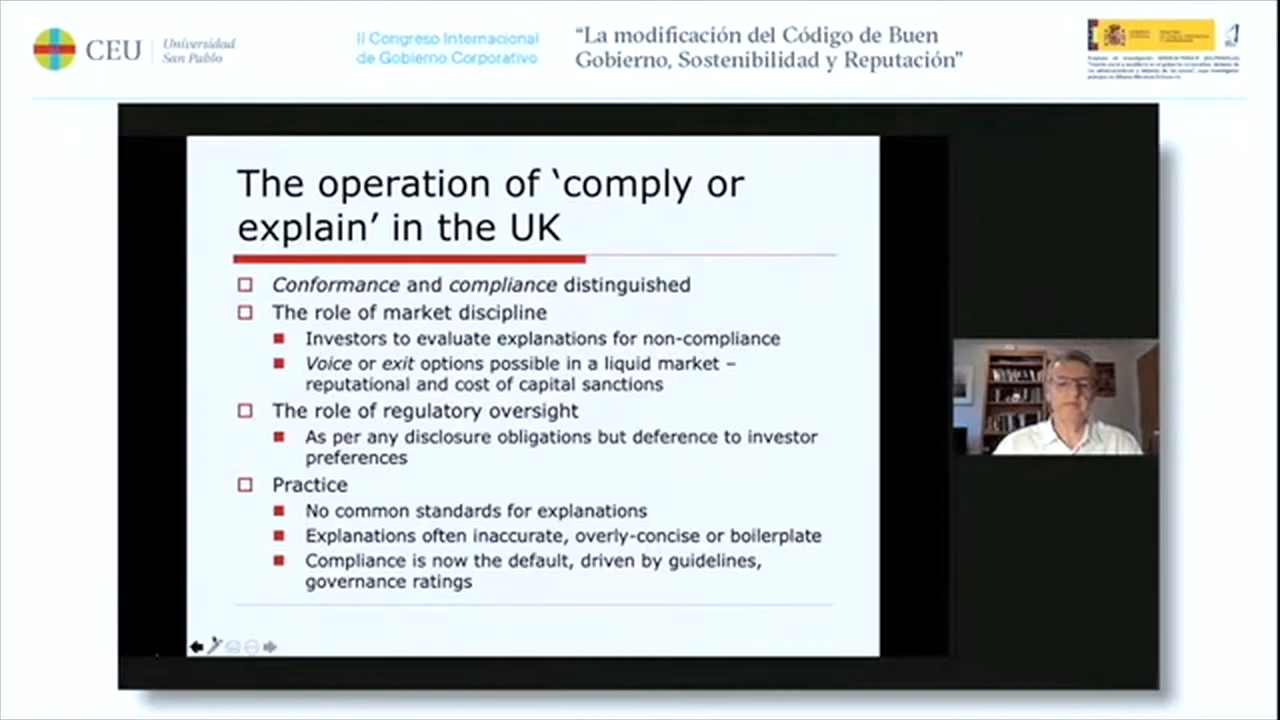 CEU
Universidad
San Pablo
II Congreso Internacional
de Gobierno Corporativo
“La modificación del Código de Buen
Gobierno, Sostenibilidad y Reputación”
The operation of ‘comply or
explain’ in the UK
Conformance and compliance distinguished
The role of market discipline
Investors to evaluate explanations for non-compliance
Voice or exit options possible in a liquid market –
reputational and cost of capital sanctions
The role of regulatory oversight
As per any disclosure obligations but deference to investor
preferences
Practice
No common standards for explanations
Explanations often inaccurate, overly-concise or boilerplate
Compliance is now the default, driven by guidelines,
governance ratings